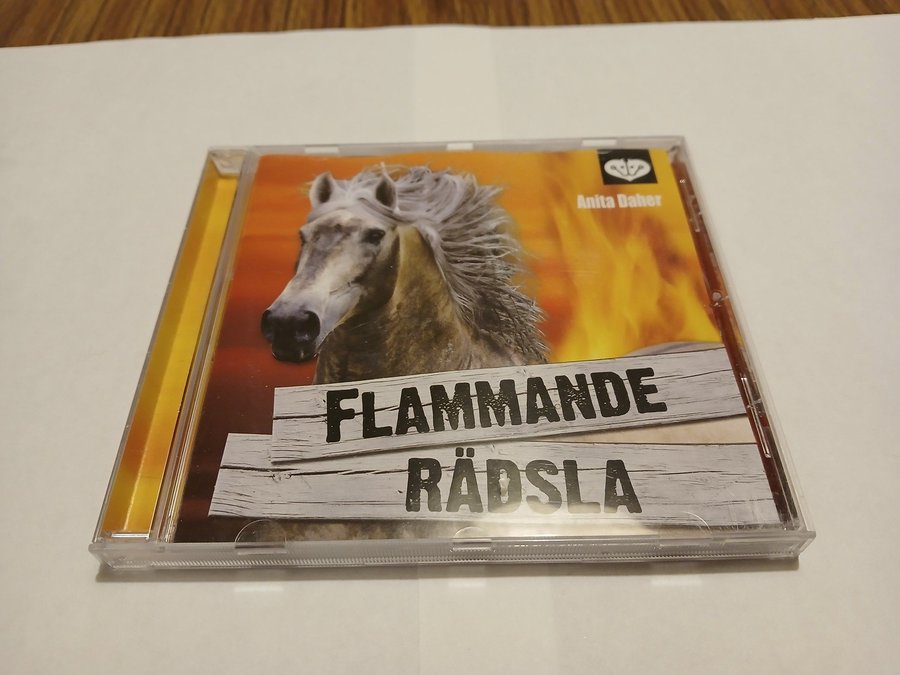 Anita Daher
FLAMMANDE
RÄDSLA